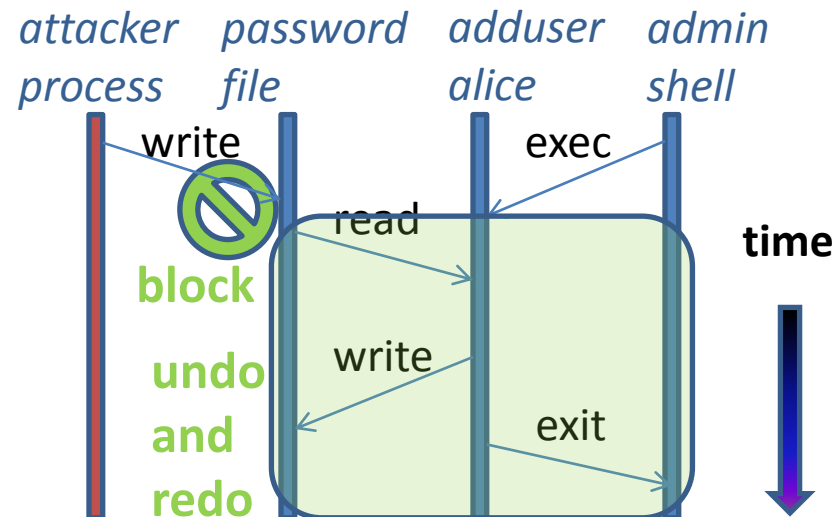 attacker process
password file
adduser alice
admin shell
write
exec
read
time
block
write
undo
and
exit
redo